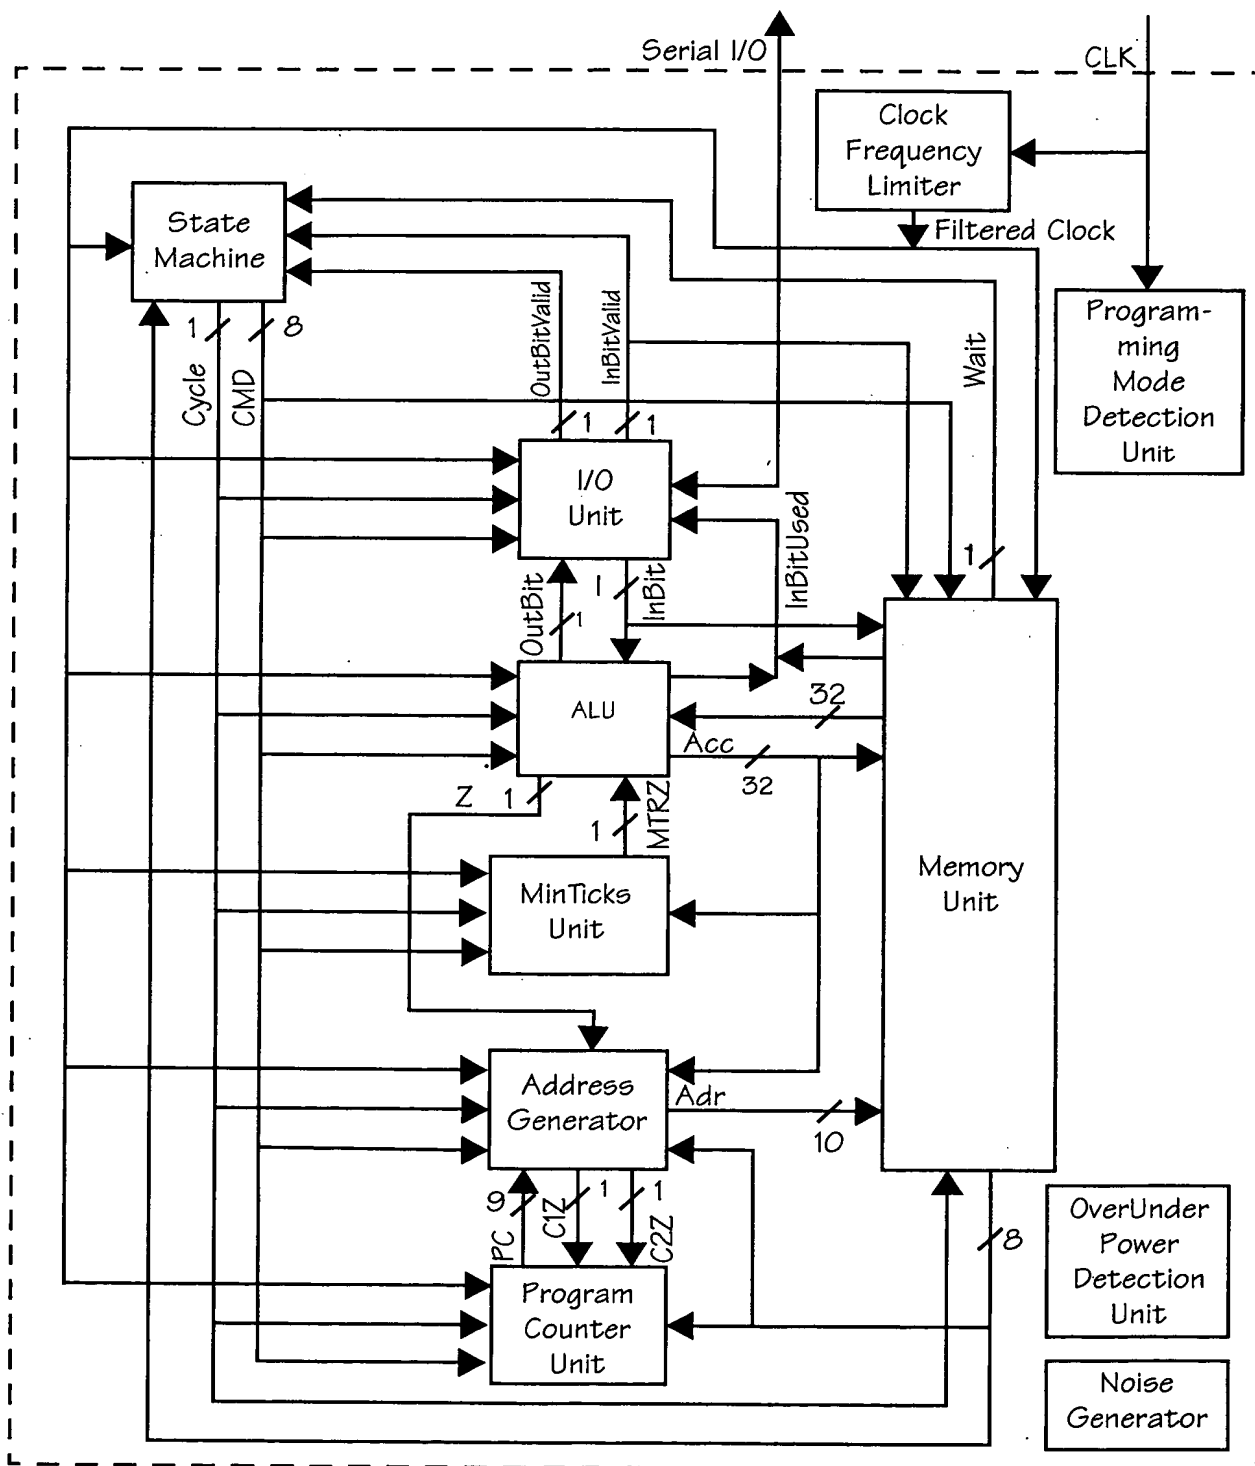 Serial I/O
CLK
Clock
Frequency
Limiter
Filtered Clock
State
Machine
1
8
Cycle
CMD
OutBitValid
InBitValid
1
1
Wait
1
Program-
ming
Mode
Detection
Unit
I/O
Unit
InBitUsed
OutBit
1
1
InBit
ALU
32
Acc
32
Z
1
1
MTRZ
MinTicks
Unit
Memory
Unit
Address
Generator
Adr
10
9
PC
C1Z
1
1
C2Z
Program
Counter
Unit
8
OverUnder
Power
Detection
Unit
Noise
Generator